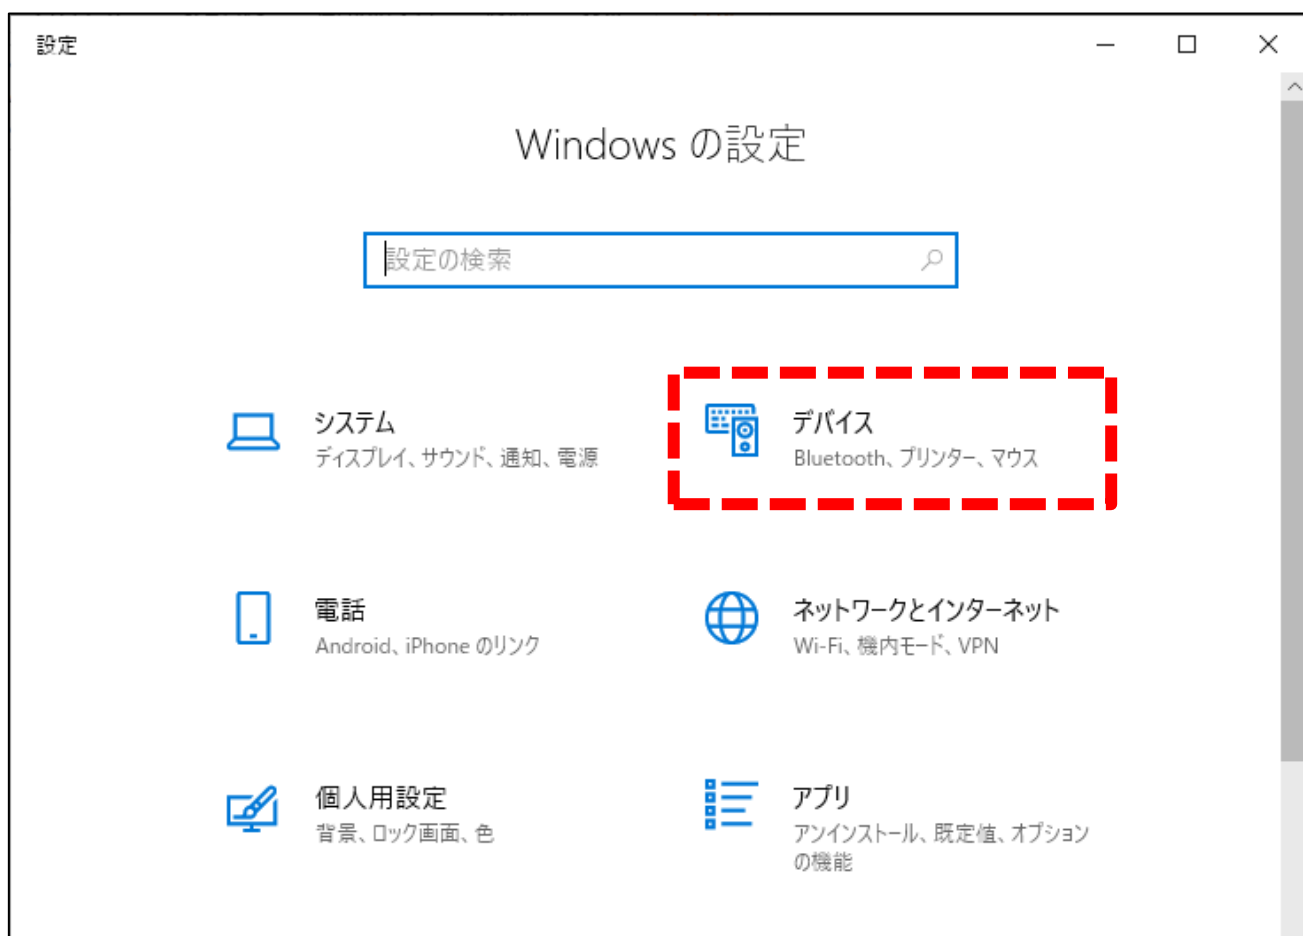 設定
Windows の設定
設定の検索
システム
ディスプレイ、サウンド、通知、電源
デバイス
Bluetooth、プリンター、マウス
電話
Android、iPhone のリンク
ネットワークとインターネット
Wi-Fi、機内モード、VPN
個人用設定
背景、ロック画面、色
アプリ
アンインストール、既定値、オプション
の機能